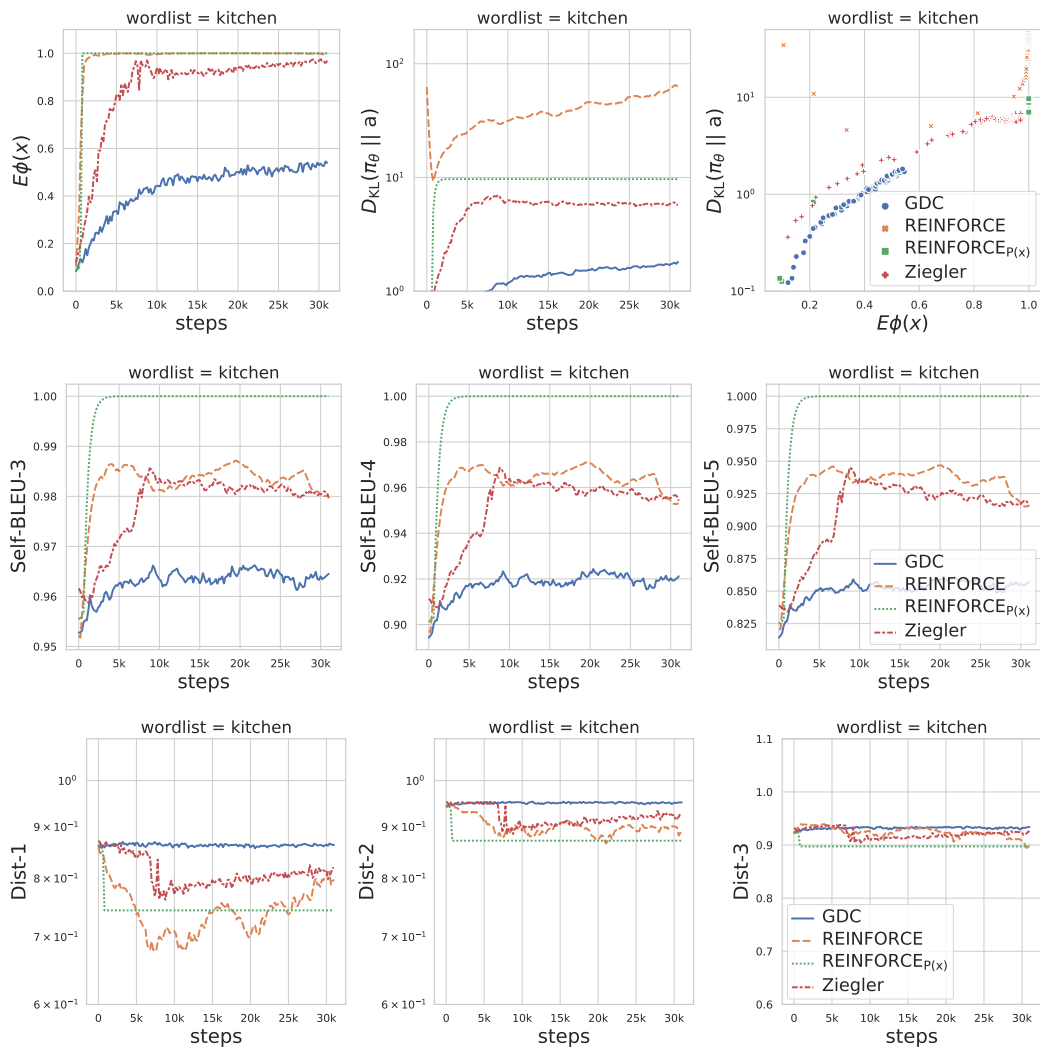 wordlist = kitchen
Eϕ(x)
1.0
0.8
0.6
0.4
0.2
0.0
0 5k 10k 15k 20k 25k 30k
steps
wordlist = kitchen
D_KL(π_θ || a)
10²
10¹
10⁰
0 5k 10k 15k 20k 25k 30k
steps
wordlist = kitchen
D_KL(π_θ || a)
10¹
10⁰
10⁻¹
GDC
REINFORCE
REINFORCE_P(x)
Ziegler
0.2 0.4 0.6 0.8 1.0
Eϕ(x)
wordlist = kitchen
Self-BLEU-3
1.00
0.99
0.98
0.97
0.96
0.95
0 5k 10k 15k 20k 25k 30k
steps
wordlist = kitchen
Self-BLEU-4
1.00
0.98
0.96
0.94
0.92
0.90
0 5k 10k 15k 20k 25k 30k
steps
wordlist = kitchen
Self-BLEU-5
1.000
0.975
0.950
0.925
0.900
0.875
0.850
0.825
GDC
REINFORCE
REINFORCE_P(x)
Ziegler
0 5k 10k 15k 20k 25k 30k
steps
wordlist = kitchen
Dist-1
10⁰
9 × 10⁻¹
8 × 10⁻¹
7 × 10⁻¹
6 × 10⁻¹
0 5k 10k 15k 20k 25k 30k
steps
wordlist = kitchen
Dist-2
10⁰
9 × 10⁻¹
8 × 10⁻¹
7 × 10⁻¹
6 × 10⁻¹
0 5k 10k 15k 20k 25k 30k
steps
wordlist = kitchen
Dist-3
1.1
1.0
0.9
0.8
0.7
0.6
GDC
REINFORCE
REINFORCE_P(x)
Ziegler
0 5k 10k 15k 20k 25k 30k
steps